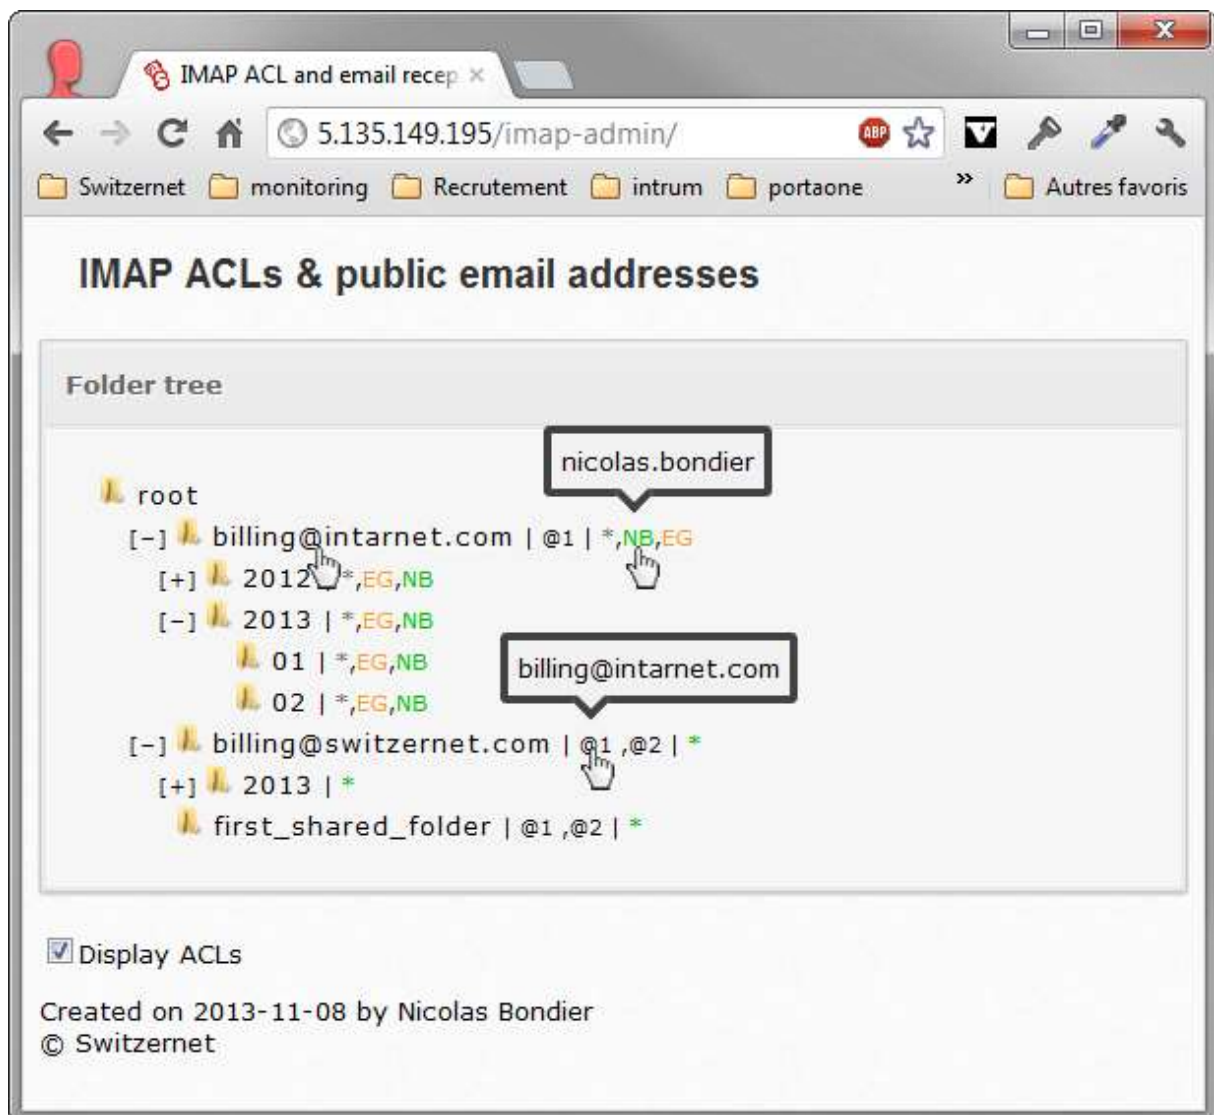 IMAP ACL and email recep
5.135.149.195/imap-admin/
ABP
Switzernet monitoring Recrutement intrum portaone » Autres favoris
IMAP ACLs & public email addresses
Folder tree
nicolas.bondier
root
[-] billing@intarnet.com | @1 | *,NB,EG
[+] 2012 *,EG,NB
[-] 2013 | *,EG,NB
01 | *,EG,NB
billing@intarnet.com
02 | *,EG,NB
[-] billing@switzernet.com | @1 ,@2 | *
[+] 2013 | *
first_shared_folder | @1 ,@2 | *
Display ACLs
Created on 2013-11-08 by Nicolas Bondier
© Switzernet